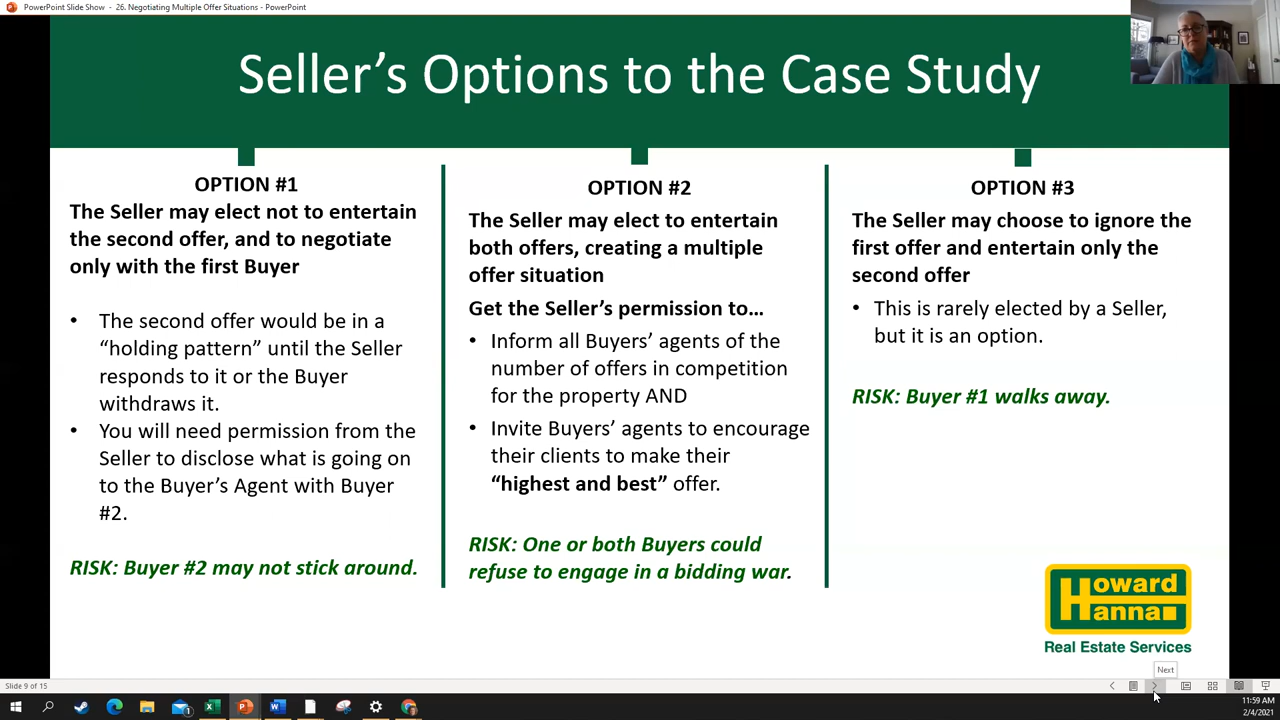 PowerPoint Slide Show - 26. Negotiating Multiple Offer Situations - PowerPoint
Seller’s Options to the Case Study
OPTION #1
The Seller may elect not to entertain
the second offer, and to negotiate
only with the first Buyer
• The second offer would be in a
“holding pattern” until the Seller
responds to it or the Buyer
withdraws it.
• You will need permission from the
Seller to disclose what is going on
to the Buyer’s Agent with Buyer
#2.
RISK: Buyer #2 may not stick around.
OPTION #2
The Seller may elect to entertain
both offers, creating a multiple
offer situation
Get the Seller’s permission to…
• Inform all Buyers’ agents of the
number of offers in competition
for the property AND
• Invite Buyers’ agents to encourage
their clients to make their
“highest and best” offer.
RISK: One or both Buyers could
refuse to engage in a bidding war.
OPTION #3
The Seller may choose to ignore the
first offer and entertain only the
second offer
• This is rarely elected by a Seller,
but it is an option.
RISK: Buyer #1 walks away.
Howard
Hanna
Real Estate Services
Next
Slide 9 of 15
11:59 AM
2/4/2021